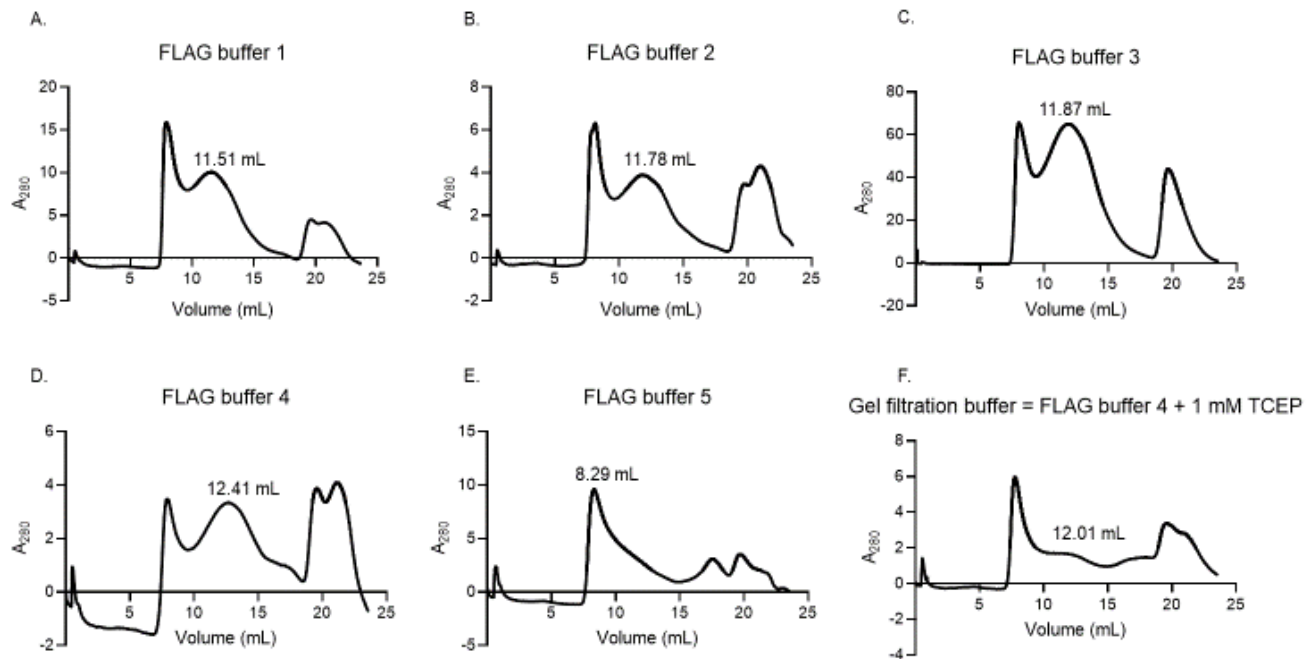 A.
FLAG buffer 1
20
15
10
5
0
-5
11.51 mL
A280
5 10 15 20 25
Volume (mL)
B.
FLAG buffer 2
8
6
4
2
0
-2
11.78 mL
A280
5 10 15 20 25
Volume (mL)
C.
FLAG buffer 3
80
60
40
20
0
-20
11.87 mL
A280
5 10 15 20 25
Volume (mL)
D.
FLAG buffer 4
6
4
2
0
-2
12.41 mL
A280
5 10 15 20 25
Volume (mL)
E.
FLAG buffer 5
15
10
5
0
-5
8.29 mL
A280
5 10 15 20 25
Volume (mL)
F.
Gel filtration buffer = FLAG buffer 4 + 1 mM TCEP
8
6
4
2
0
-2
-4
12.01 mL
A280
5 10 15 20 25
Volume (mL)